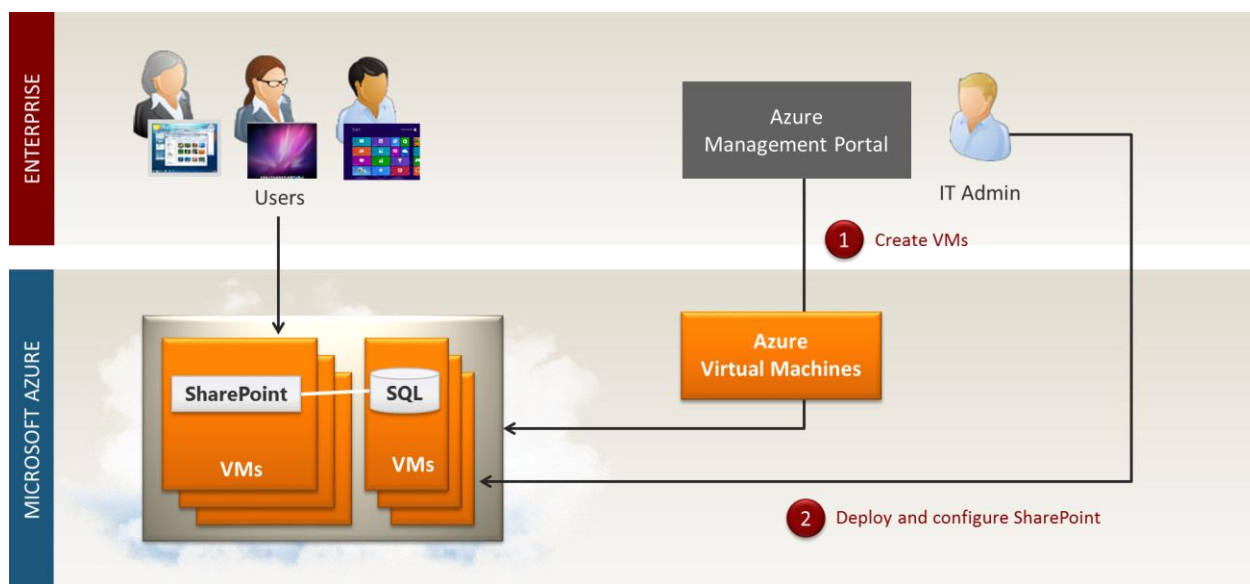 ENTERPRISE
Users
Azure
Management Portal
IT Admin
1 Create VMs
MICROSOFT AZURE
SharePoint
SQL
VMs
VMs
Azure
Virtual Machines
2 Deploy and configure SharePoint